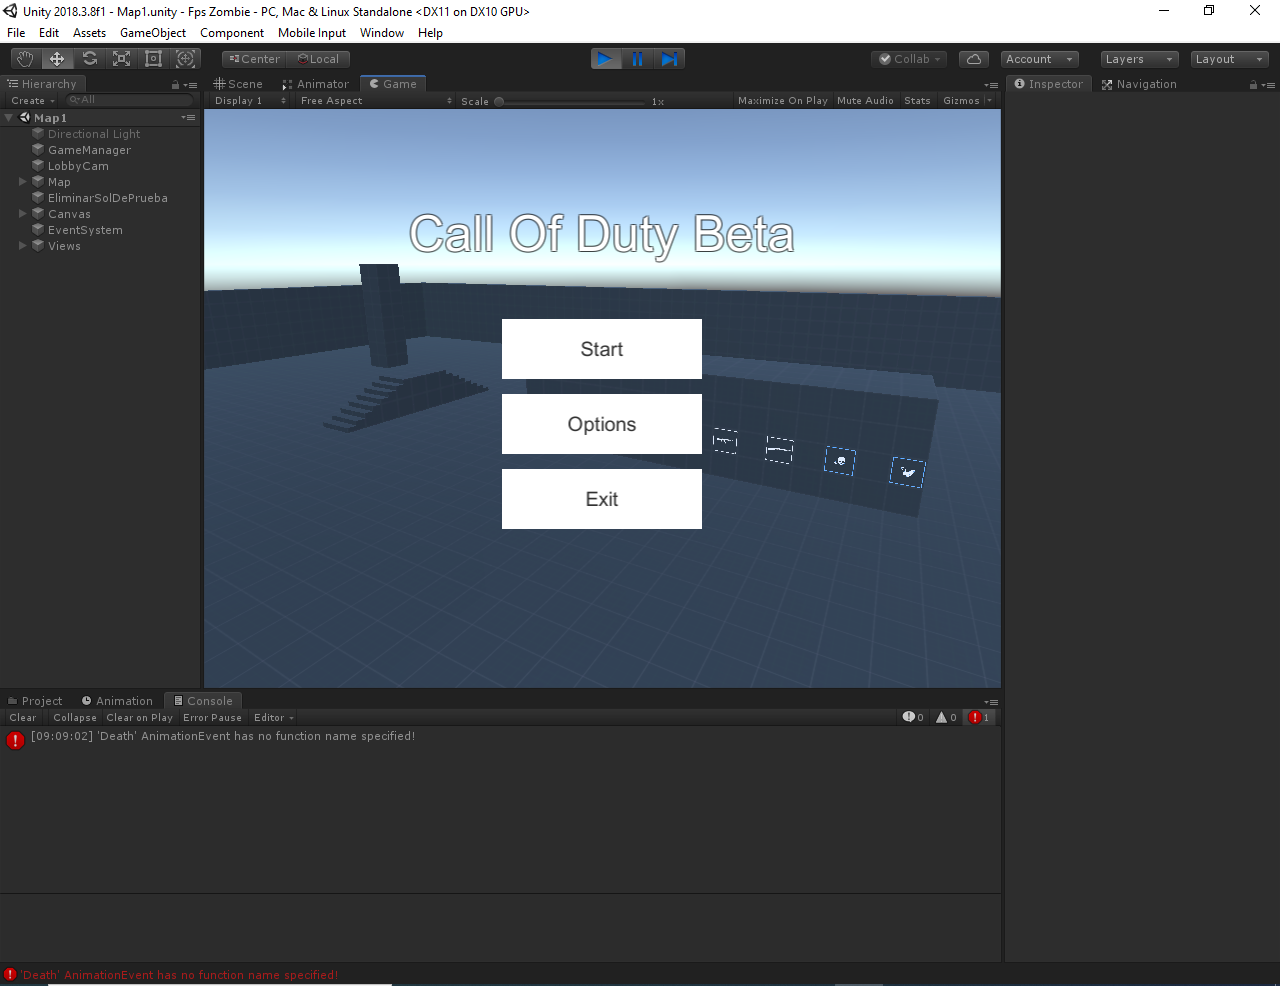 Unity 2018.3.8f1 - Map1.unity - Fps Zombie - PC, Mac & Linux Standalone <DX11 on DX10 GPU>
File Edit Assets GameObject Component Mobile Input Window Help
Center Local Collab Account Layers Layout
Hierarchy Scene Animator Game Inspector Navigation
Create All Display 1 Free Aspect Scale 1x Maximize On Play Mute Audio Stats Gizmos
Map1
Directional Light
GameManager
LobbyCam
Map
EliminarSolDePrueba
Canvas
EventSystem
Views
Call Of Duty Beta
Start
Options
Exit
Project Animation Console
Clear Collapse Clear on Play Error Pause Editor 0 0 1
[09:09:02] 'Death' AnimationEvent has no function name specified!
'Death' AnimationEvent has no function name specified!